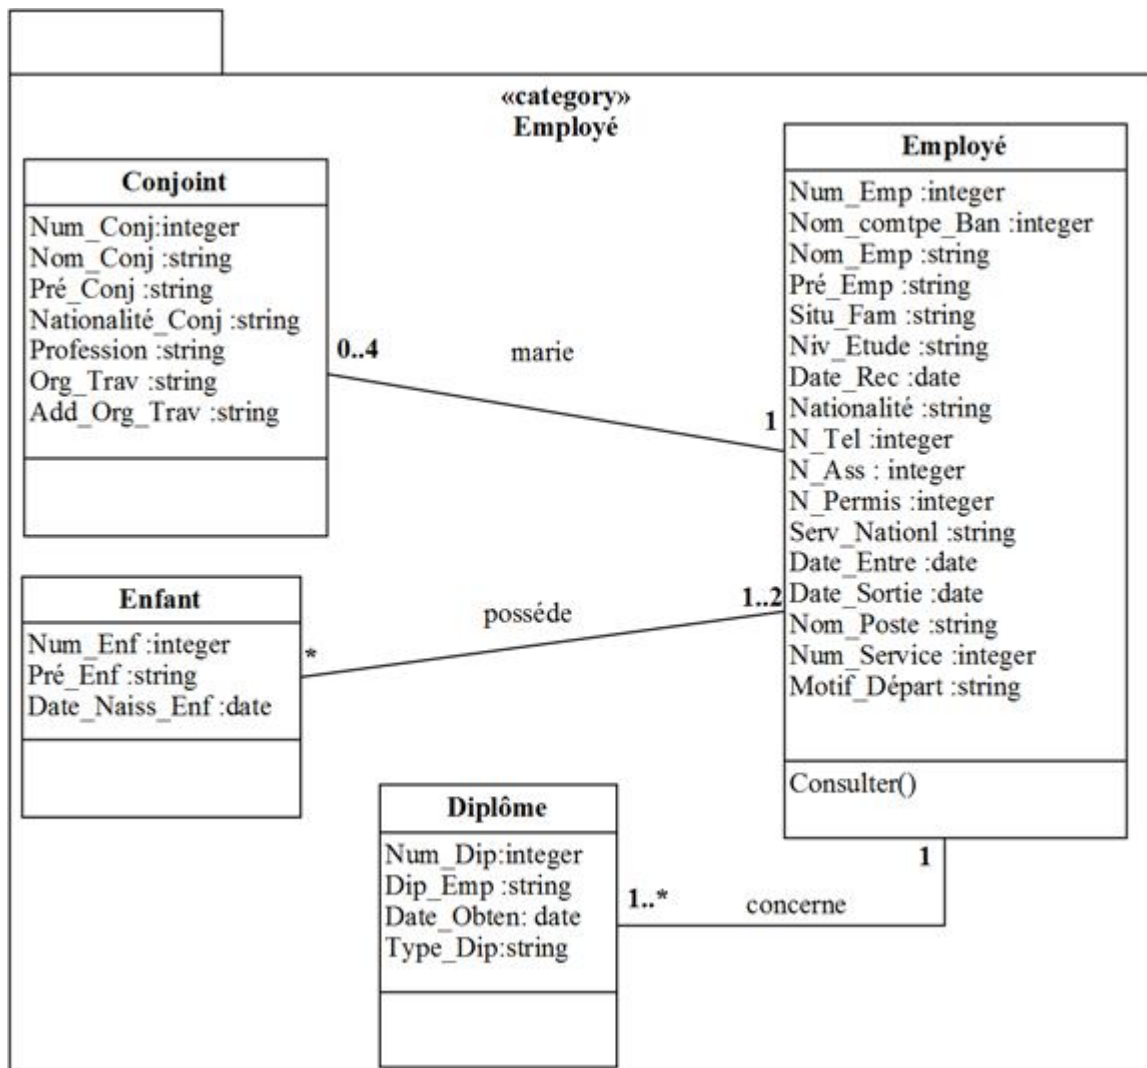 «category»
Employé
Conjoint
Num_Conj:integer
Nom_Conj :string
Pré_Conj :string
Nationalité_Conj :string
Profession :string
Org_Trav :string
Add_Org_Trav :string
0..4
marie
1
Employé
Num_Emp :integer
Nom_comtpe_Ban :integer
Nom_Emp :string
Pré_Emp :string
Situ_Fam :string
Niv_Etude :string
Date_Rec :date
Nationalité :string
N_Tel :integer
N_Ass : integer
N_Permis :integer
Serv_Nationl :string
Date_Entre :date
Date_Sortie :date
Nom_Poste :string
Num_Service :integer
Motif_Départ :string
Consulter()
Enfant
Num_Enf :integer
Pré_Enf :string
Date_Naiss_Enf :date
*
posséde
1..2
Diplôme
Num_Dip:integer
Dip_Emp :string
Date_Obten: date
Type_Dip:string
1..*
concerne
1